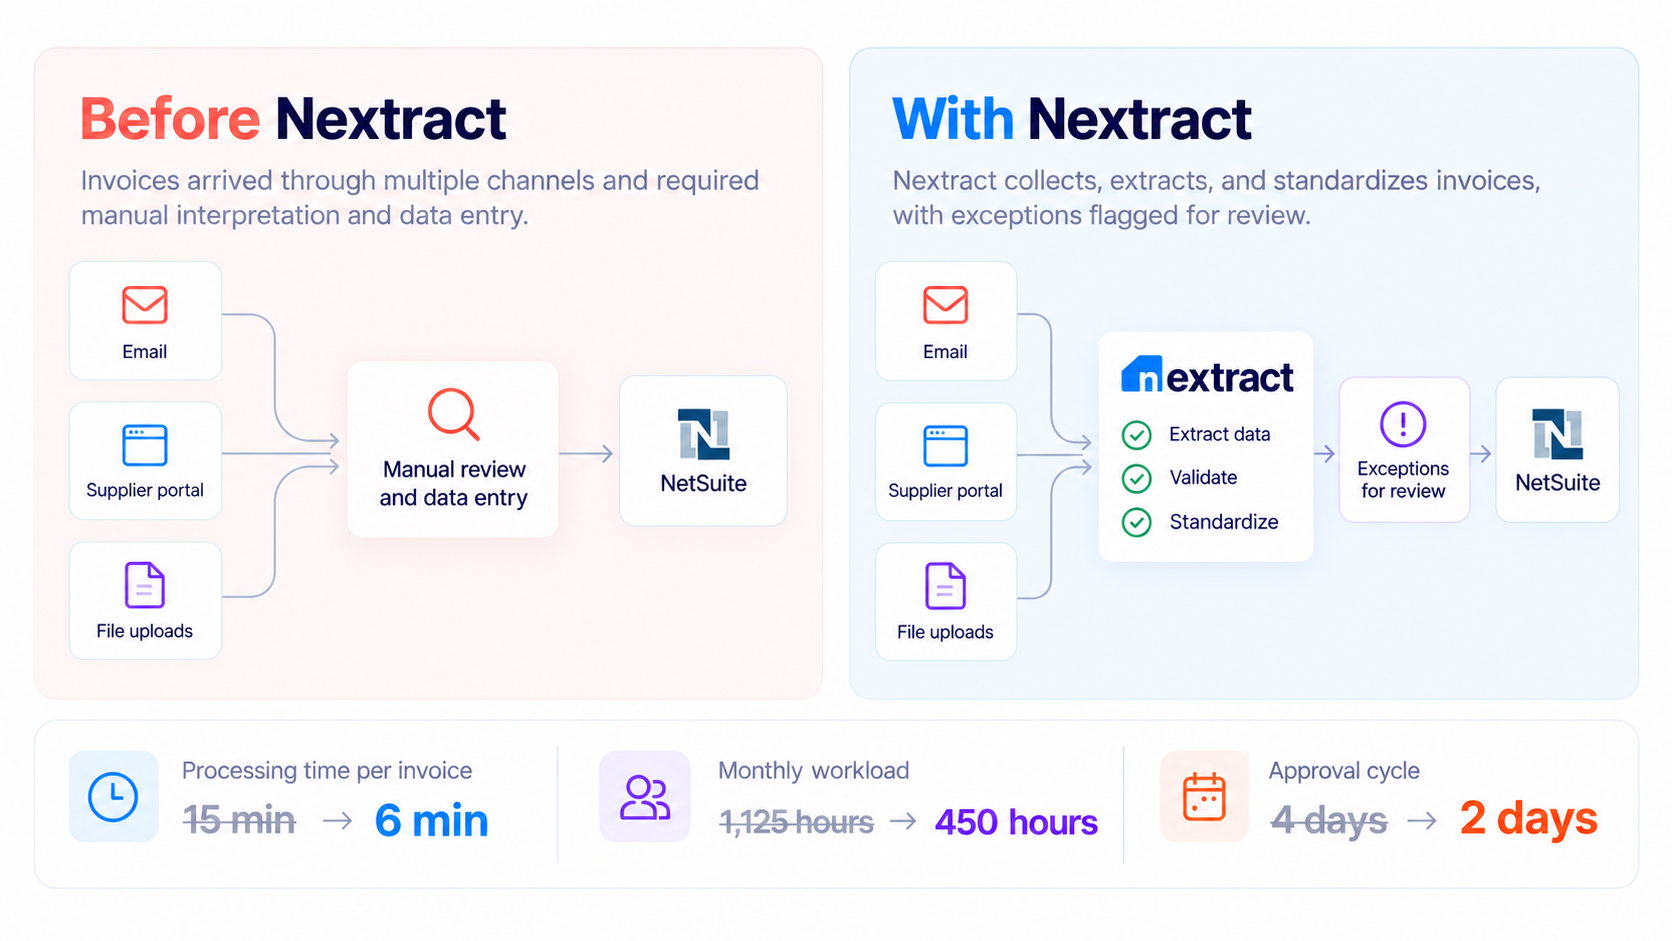 Before Nextract
Invoices arrived through multiple channels and required
manual interpretation and data entry.
Email
Supplier portal
File uploads
Manual review
and data entry
N
NetSuite
With Nextract
Nextract collects, extracts, and standardizes invoices,
with exceptions flagged for review.
Email
Supplier portal
File uploads
nextract
Extract data
Validate
Standardize
!
Exceptions
for review
N
NetSuite
Processing time per invoice
15 min → 6 min
Monthly workload
1,125 hours → 450 hours
Approval cycle
4 days → 2 days